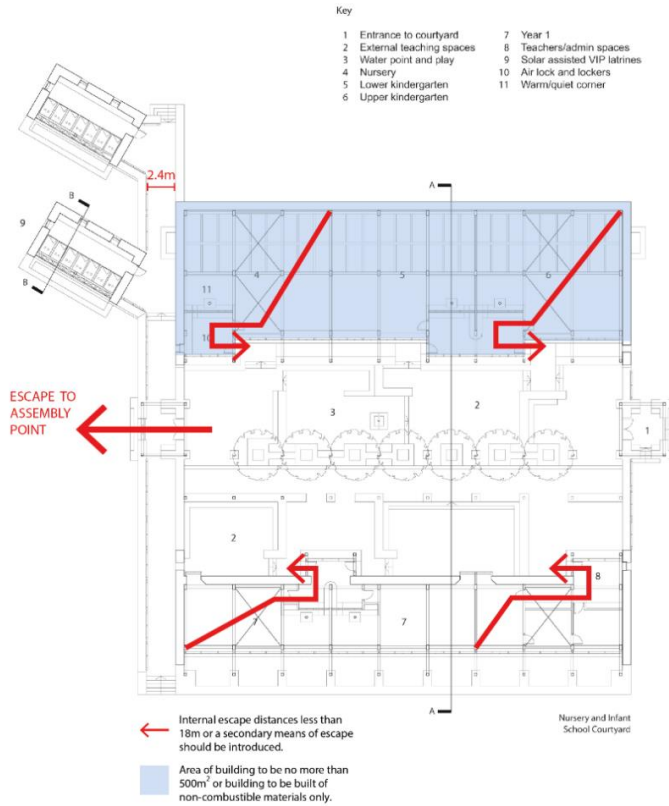 Key
1 Entrance to courtyard
2 External teaching spaces
3 Water point and play
4 Nursery
5 Lower kindergarten
6 Upper kindergarten
7 Year 1
8 Teachers/admin spaces
9 Solar assisted VIP latrines
10 Air lock and lockers
11 Warm/quiet corner
2.4m
B
A
9
11
4
5
6
B
10
ESCAPE TO
ASSEMBLY
POINT
3
2
1
2
8
7
7
A
Internal escape distances less than
18m or a secondary means of escape
should be introduced.
Nursery and Infant
School Courtyard
Area of building to be no more than
500m² or building to be built of
non-combustible materials only.